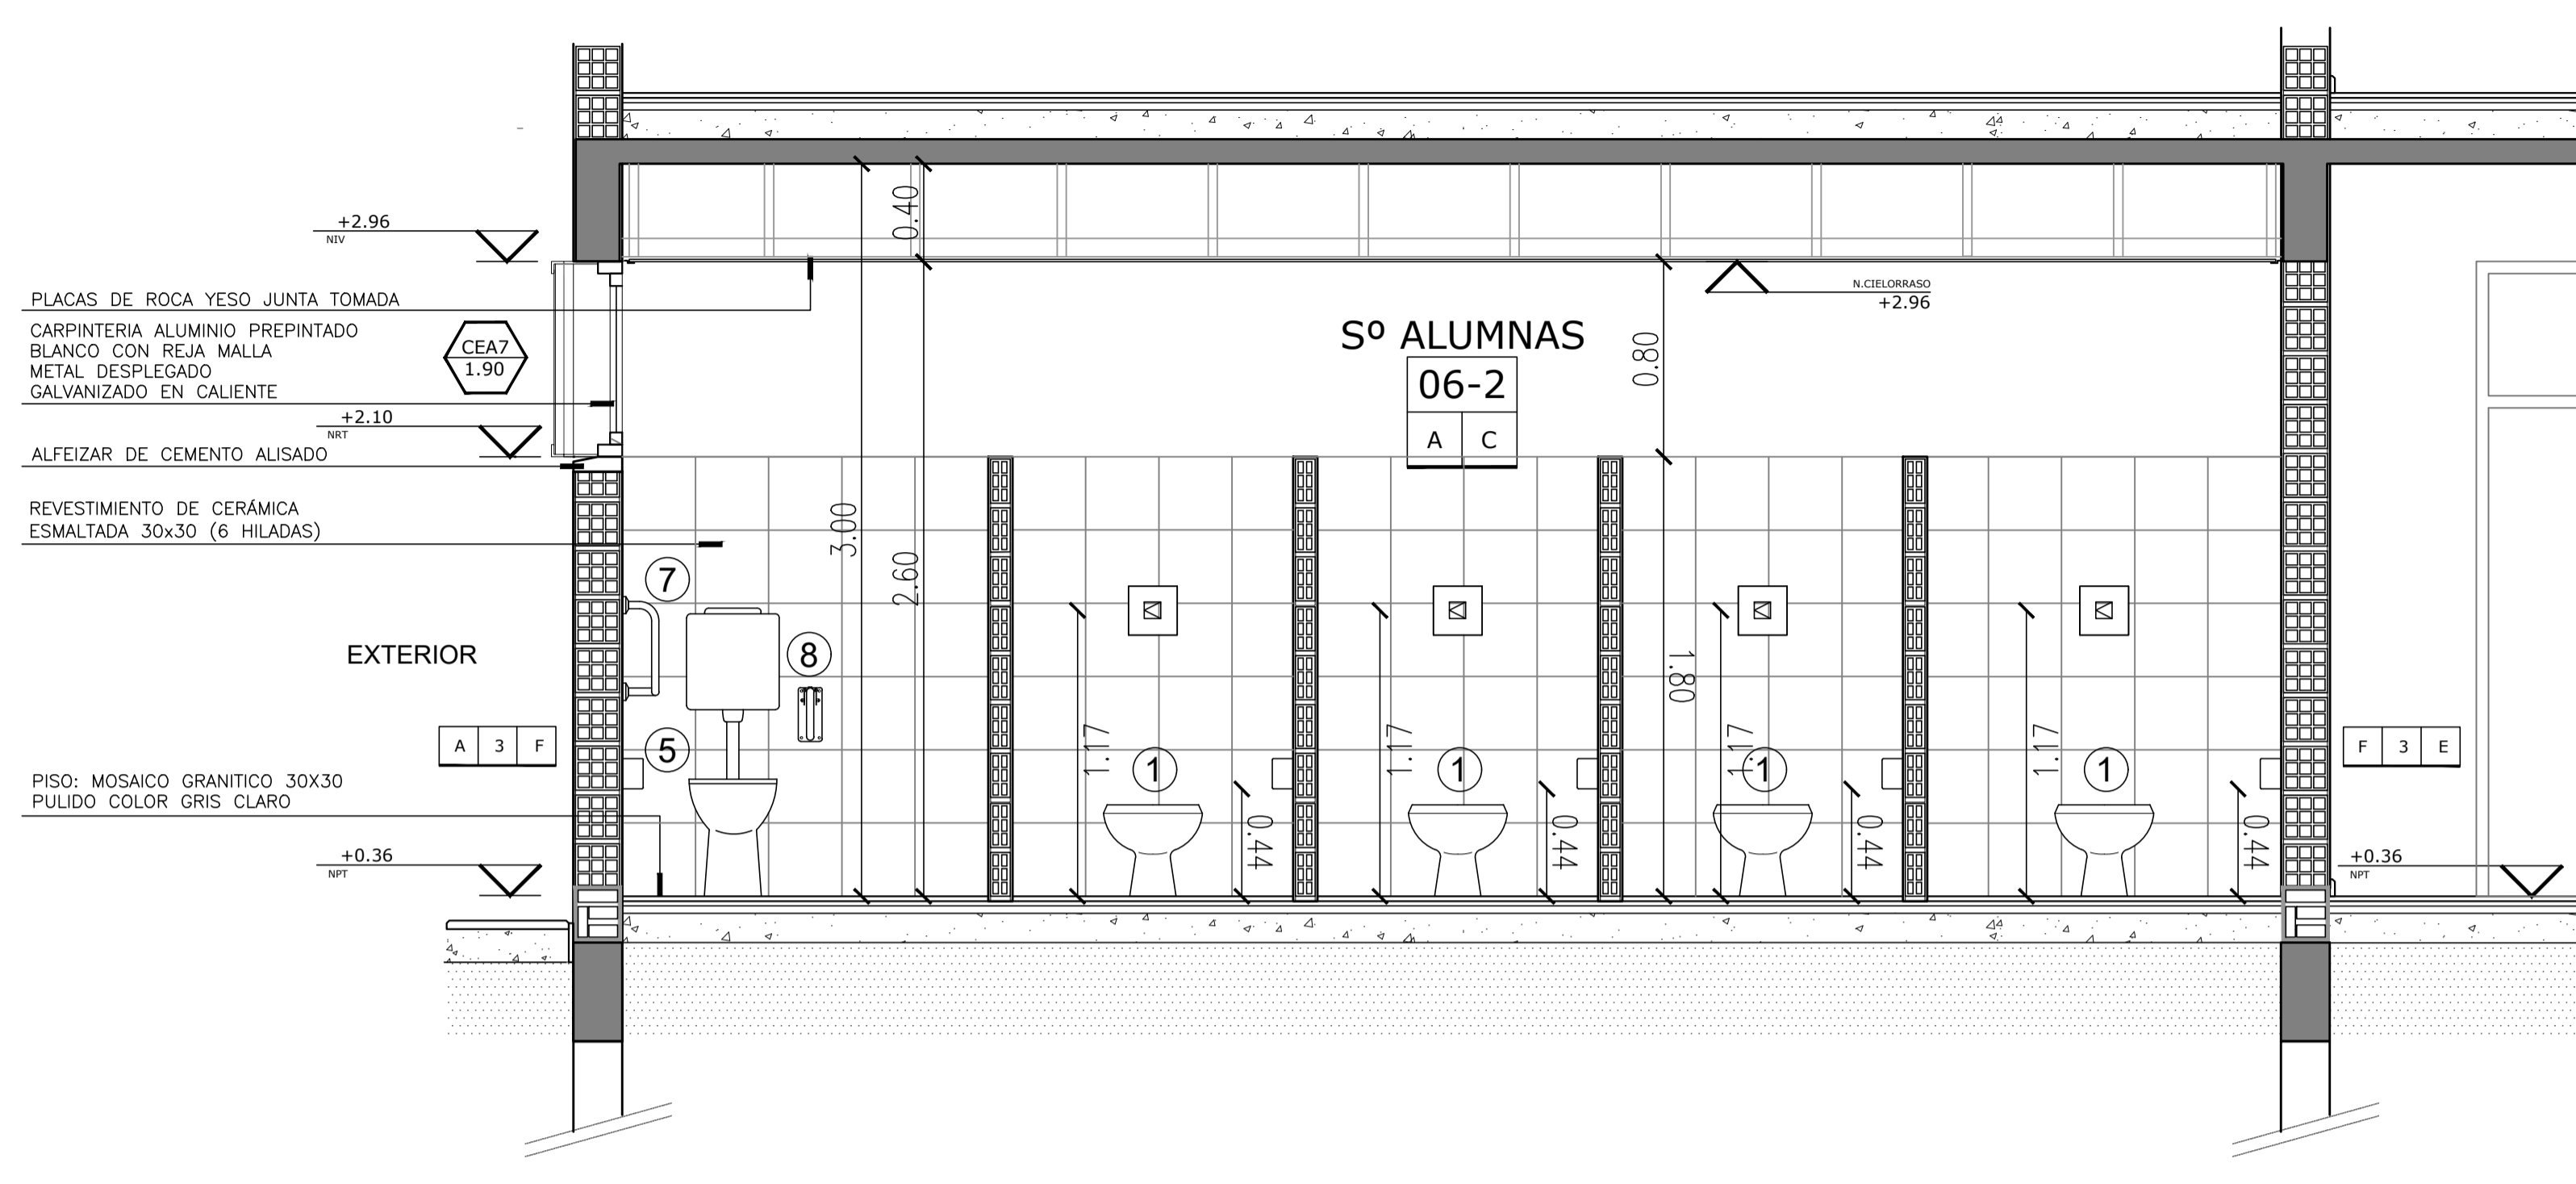 +2.96
NIV
PLACAS DE ROCA YESO JUNTA TOMADA
CARPINTERIA ALUMINIO PREPINTADO
BLANCO CON REJA MALLA
METAL DESPLEGADO
GALVANIZADO EN CALIENTE
CEA7
1.90
+2.10
NRT
ALFEIZAR DE CEMENTO ALISADO
REVESTIMIENTO DE CERÁMICA
ESMALTADA 30x30 (6 HILADAS)
EXTERIOR
A 3 F
PISO: MOSAICO GRANITICO 30X30
PULIDO COLOR GRIS CLARO
+0.36
NPT
0.40
3.00
2.60
7
8
5
Sº ALUMNAS
06-2
A C
N.CIELORRASO
+2.96
0.80
1.80
1.17
1
0.44
1.17
1
0.44
1.17
1
0.44
1.17
1
0.44
F 3 E
+0.36
NPT